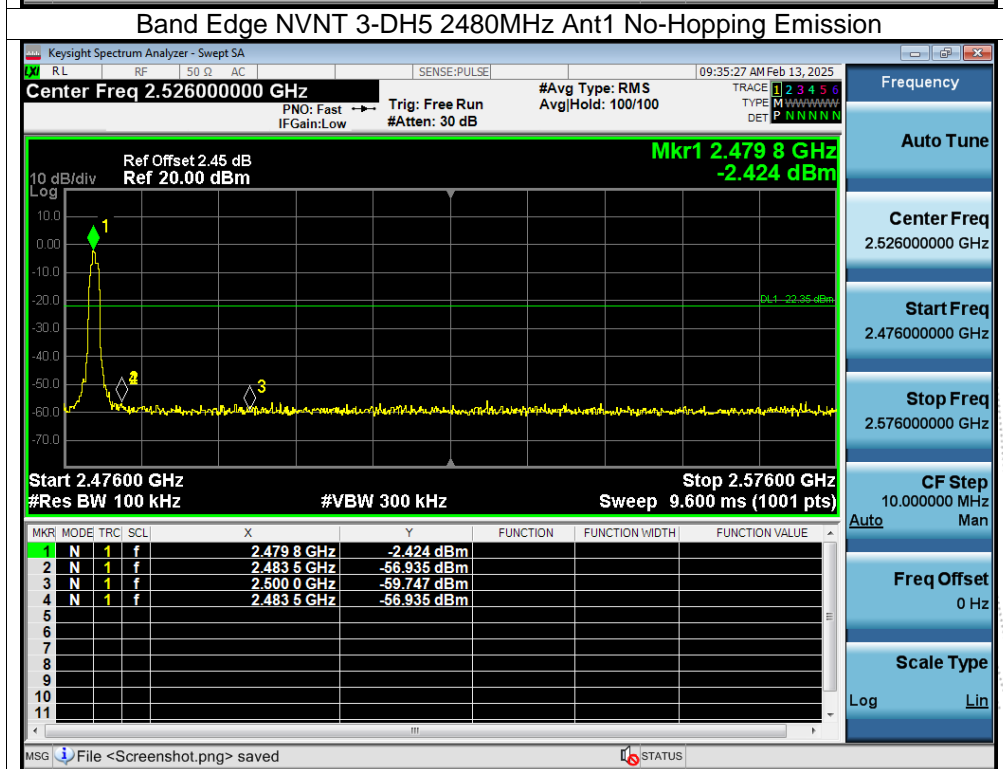 Band Edge NVNT 3-DH5 2480MHz Ant1 No-Hopping Emission
Keysight Spectrum Analyzer - Swept SA
LXI RL RF 50 Ω AC SENSE:PULSE 09:35:27 AM Feb 13, 2025
Center Freq 2.526000000 GHz
PNO: Fast
IFGain:Low
Trig: Free Run
#Atten: 30 dB
#Avg Type: RMS
Avg|Hold: 100/100
TRACE 1 2 3 4 5 6
TYPE M WWWWW
DET P N N N N N
Mkr1 2.479 8 GHz
-2.424 dBm
Ref Offset 2.45 dB
10 dB/div Ref 20.00 dBm
Log
10.0
0.00
-10.0
-20.0
-30.0
-40.0
-50.0
-60.0
-70.0
1
DL1 -22.35 dBm
3
Start 2.47600 GHz Stop 2.57600 GHz
#Res BW 100 kHz #VBW 300 kHz Sweep 9.600 ms (1001 pts)
MKR MODE TRC SCL X Y FUNCTION FUNCTION WIDTH FUNCTION VALUE
1 N 1 f 2.479 8 GHz -2.424 dBm
2 N 1 f 2.483 5 GHz -56.935 dBm
3 N 1 f 2.500 0 GHz -59.747 dBm
4 N 1 f 2.483 5 GHz -56.935 dBm
5
6
7
8
9
10
11
MSG File <Screenshot.png> saved STATUS
Frequency
Auto Tune
Center Freq
2.526000000 GHz
Start Freq
2.476000000 GHz
Stop Freq
2.576000000 GHz
CF Step
10.000000 MHz
Auto Man
Freq Offset
0 Hz
Scale Type
Log Lin